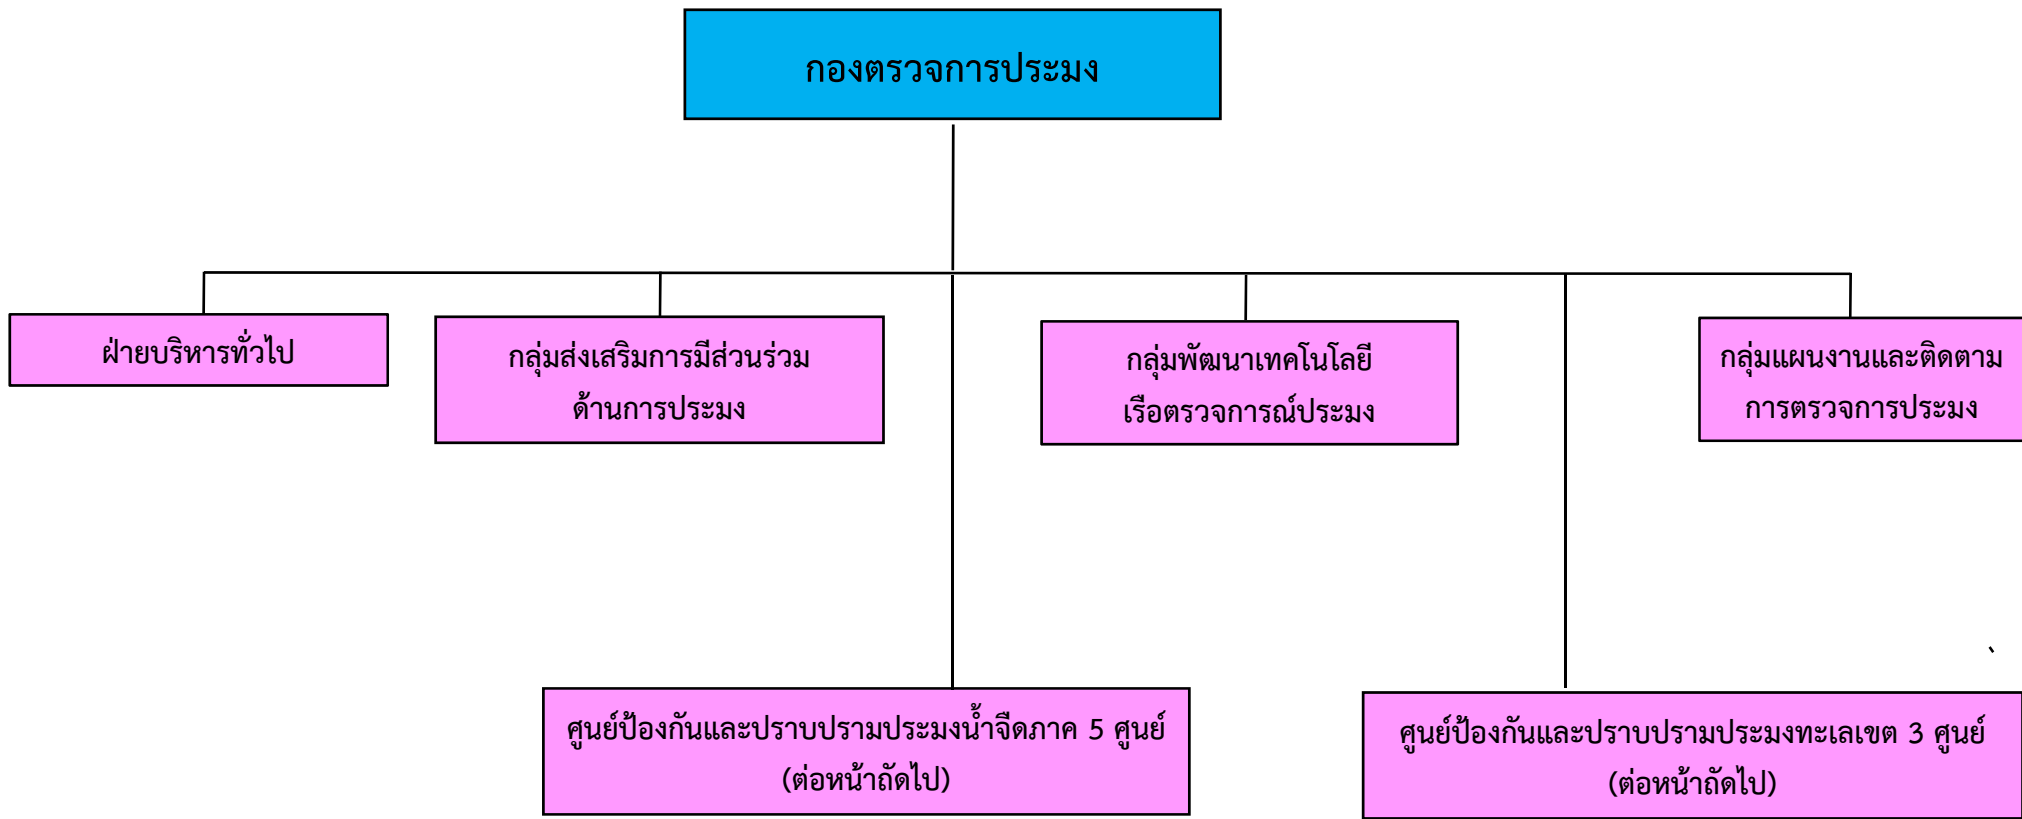 กองตรวจการประมง
ฝ่ายบริหารทั่วไป
กลุ่มส่งเสริมการมีส่วนร่วม
ด้านการประมง
กลุ่มพัฒนาเทคโนโลยี
เรือตรวจการณ์ประมง
กลุ่มแผนงานและติดตาม
การตรวจการประมง
ศูนย์ป้องกันและปราบปรามประมงน้ำจืดภาค 5 ศูนย์
(ต่อหน้าถัดไป)
ศูนย์ป้องกันและปราบปรามประมงทะเลเขต 3 ศูนย์
(ต่อหน้าถัดไป)